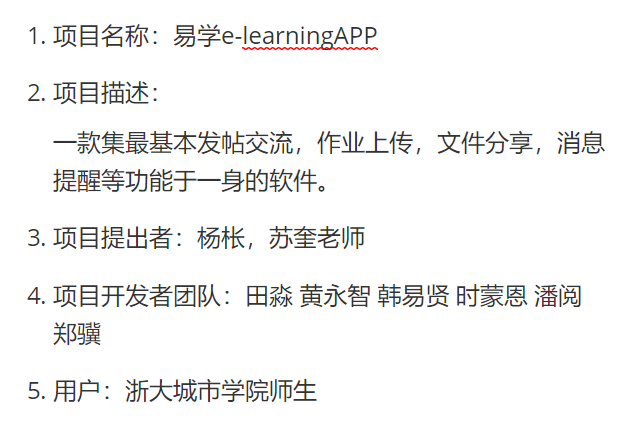 1. 项目名称：易学e-learningAPP
2. 项目描述：
一款集最基本发帖交流，作业上传，文件分享，消息
提醒等功能于一身的软件。
3. 项目提出者：杨枨，苏奎老师
4. 项目开发者团队：田淼 黄永智 韩易贤 时蒙恩 潘阅
郑骥
5. 用户：浙大城市学院师生